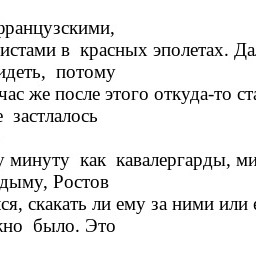 французскими,
истами в красных эполетах. Да
идеть, потому
час же после этого откуда-то ст
е застлалось
у минуту как кавалергарды, ми
дыму, Ростов
ся, скакать ли ему за ними или
жно было. Это